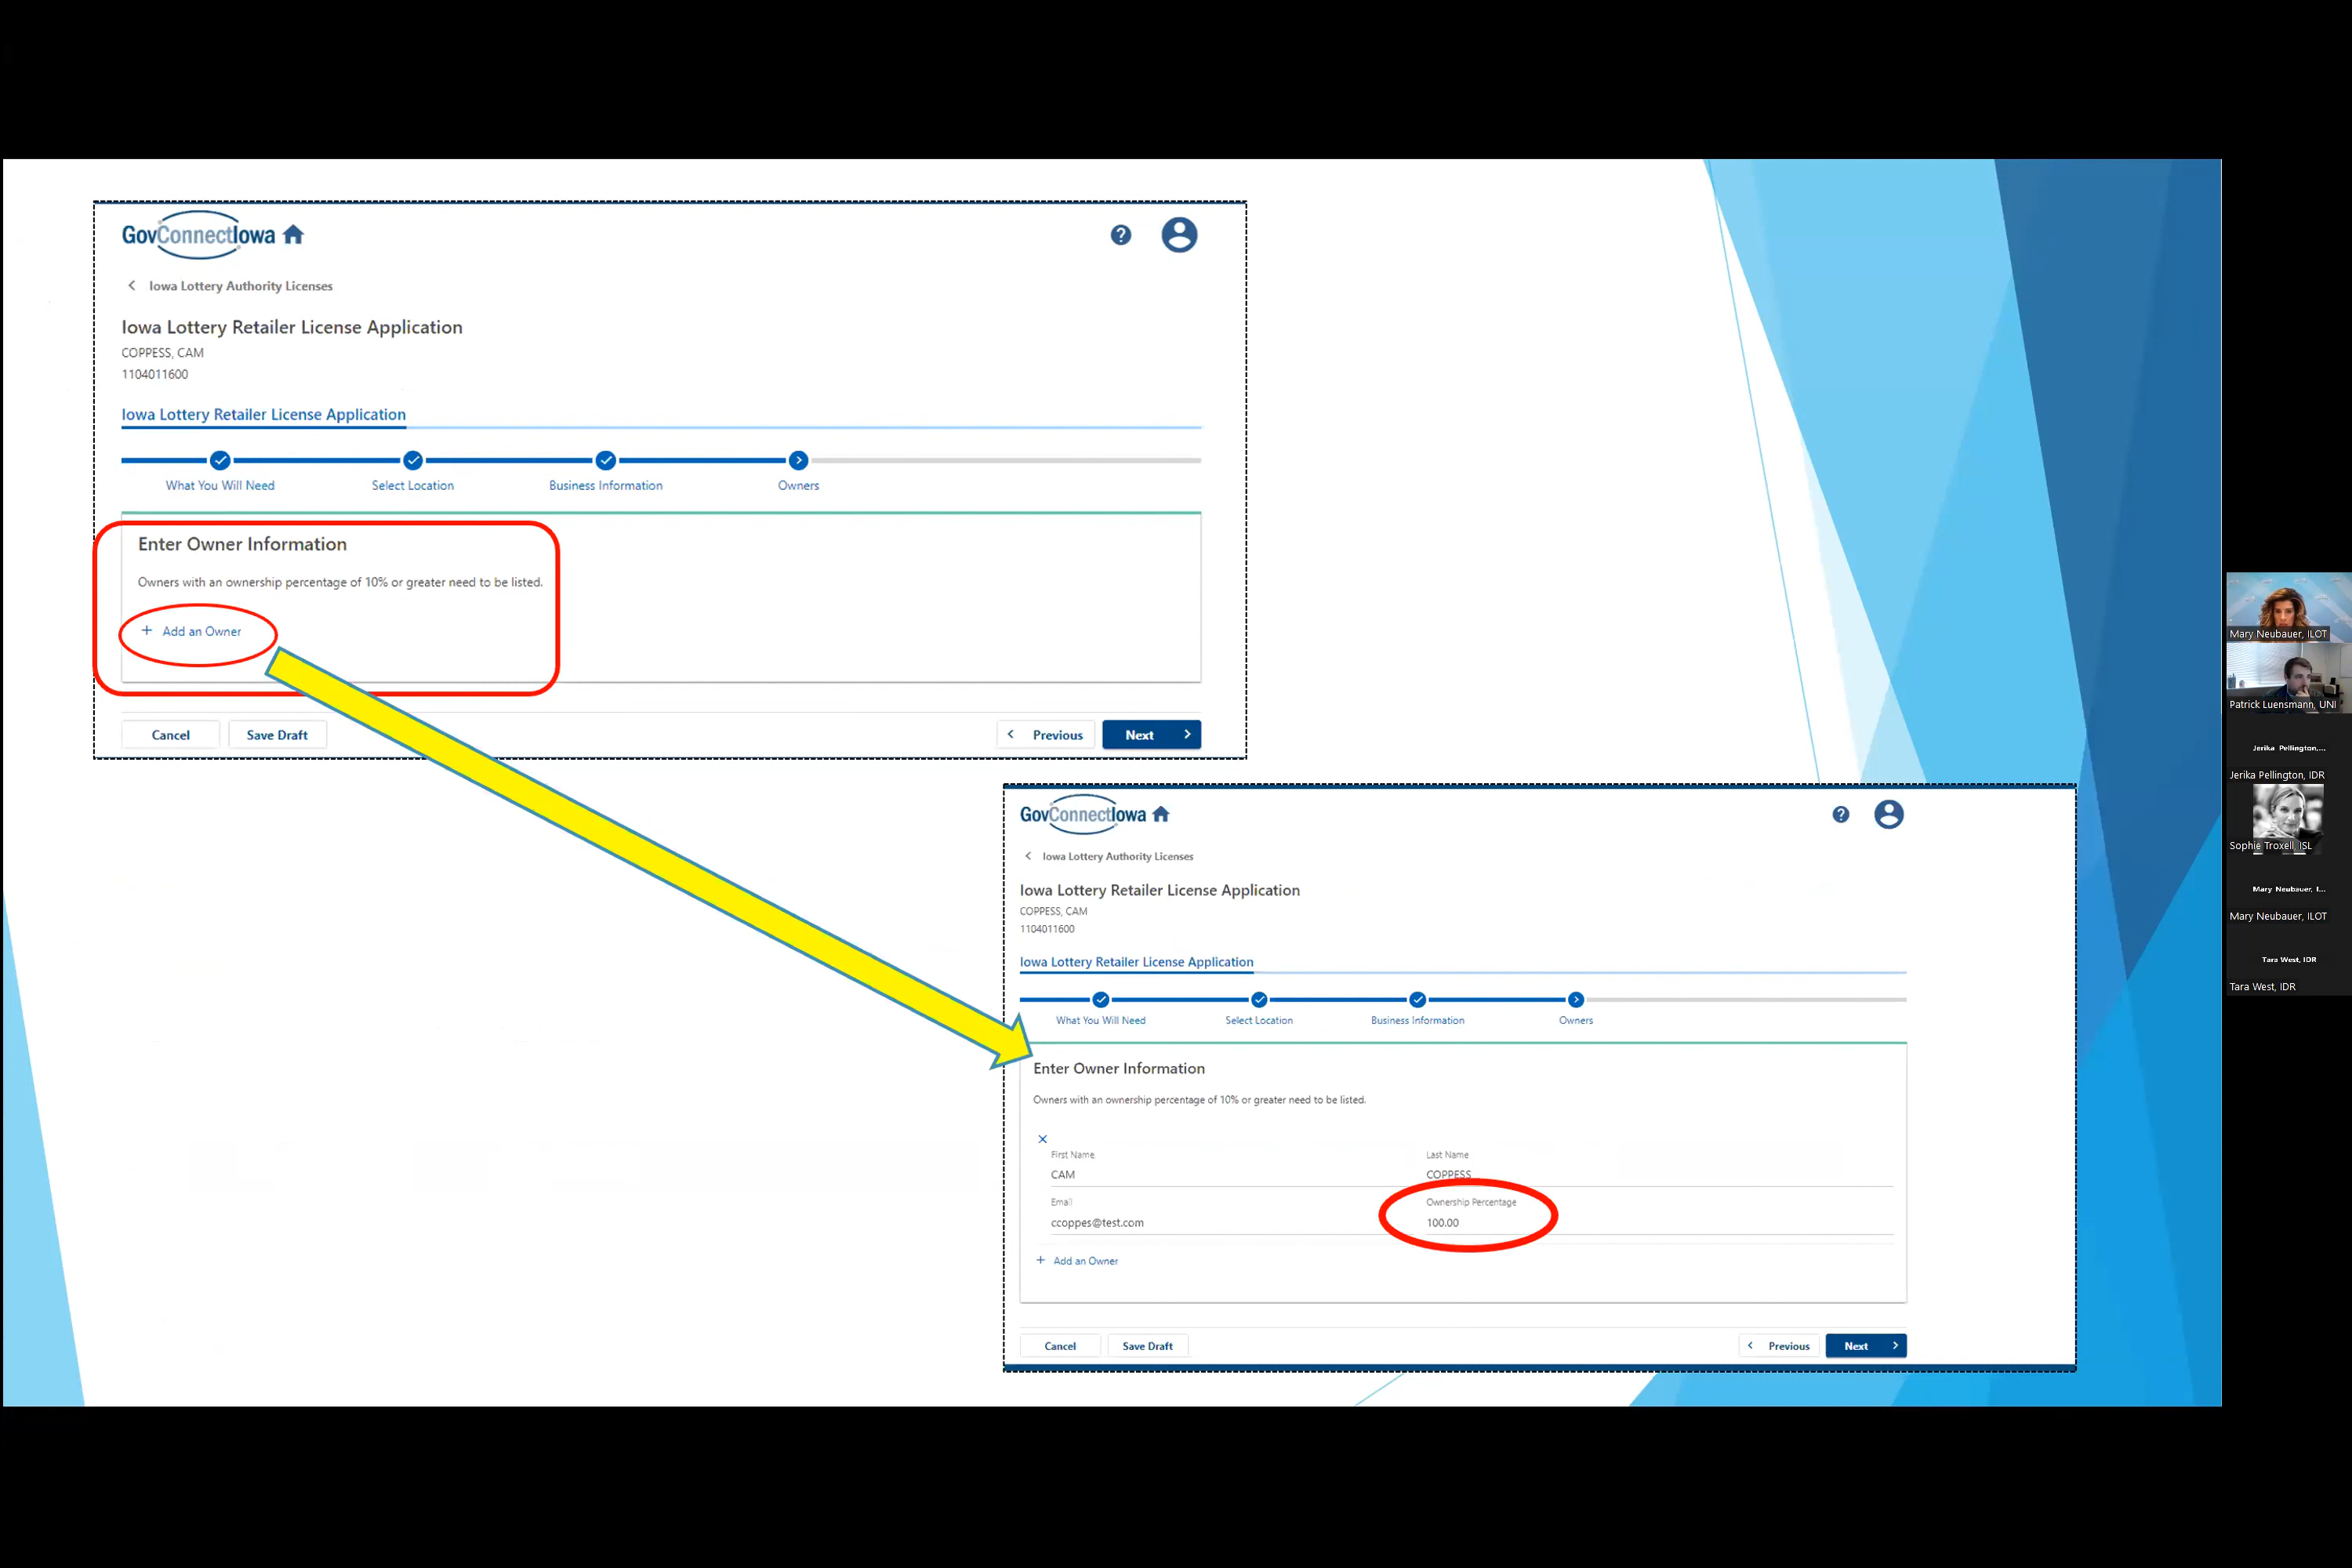 GovConnectIowa
Iowa Lottery Authority Licenses
Iowa Lottery Retailer License Application
COPPESS, CAM
1104011600
Iowa Lottery Retailer License Application
What You Will Need Select Location Business Information Owners
Enter Owner Information
Owners with an ownership percentage of 10% or greater need to be listed.
+ Add an Owner
Cancel Save Draft < Previous Next >
GovConnectIowa
Iowa Lottery Authority Licenses
Iowa Lottery Retailer License Application
COPPESS, CAM
1104011600
Iowa Lottery Retailer License Application
What You Will Need Select Location Business Information Owners
Enter Owner Information
Owners with an ownership percentage of 10% or greater need to be listed.
First Name Last Name
CAM COPPESS
Email Ownership Percentage
ccoppes@test.com 100.00
+ Add an Owner
Cancel Save Draft < Previous Next >
Mary Neubauer, ILOT
Patrick Luensmann, UNI
Jerika Pellington,...
Jerika Pellington, IDR
Sophie Troxell, ISL
Mary Neubauer, I...
Mary Neubauer, ILOT
Tara West, IDR
Tara West, IDR